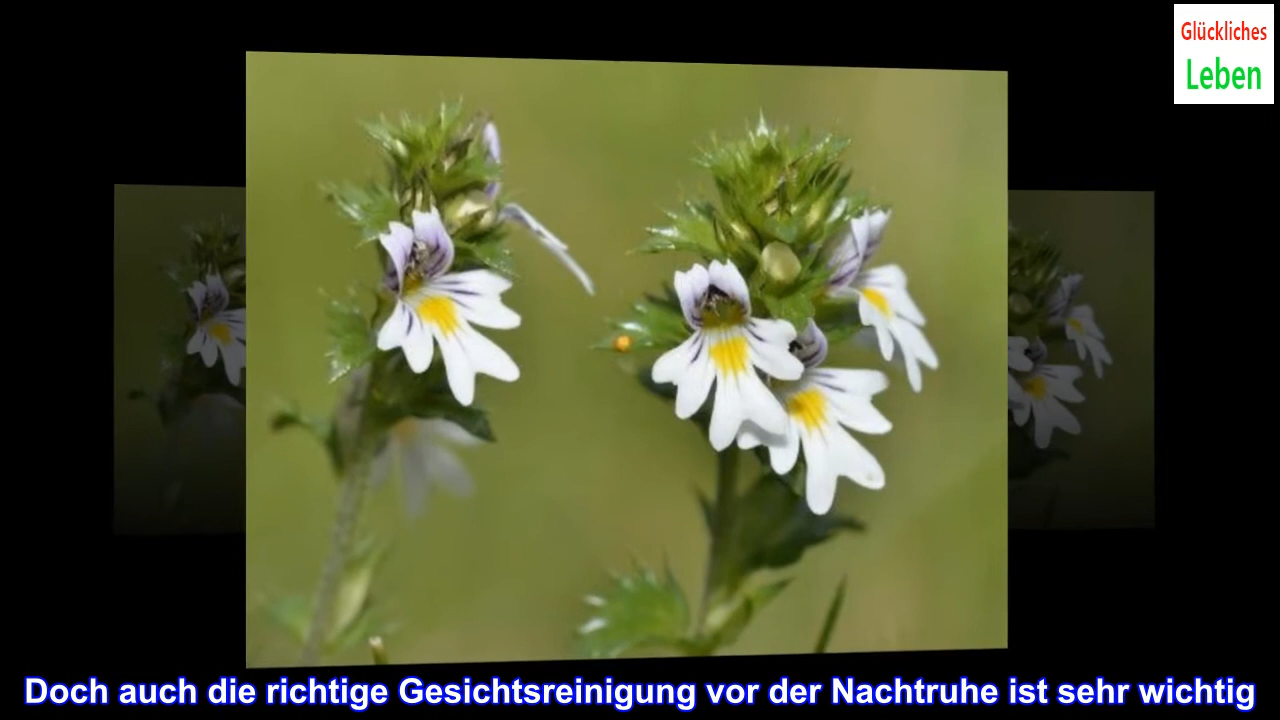 Glückliches
Leben
Doch auch die richtige Gesichtsreinigung vor der Nachtruhe ist sehr wichtig